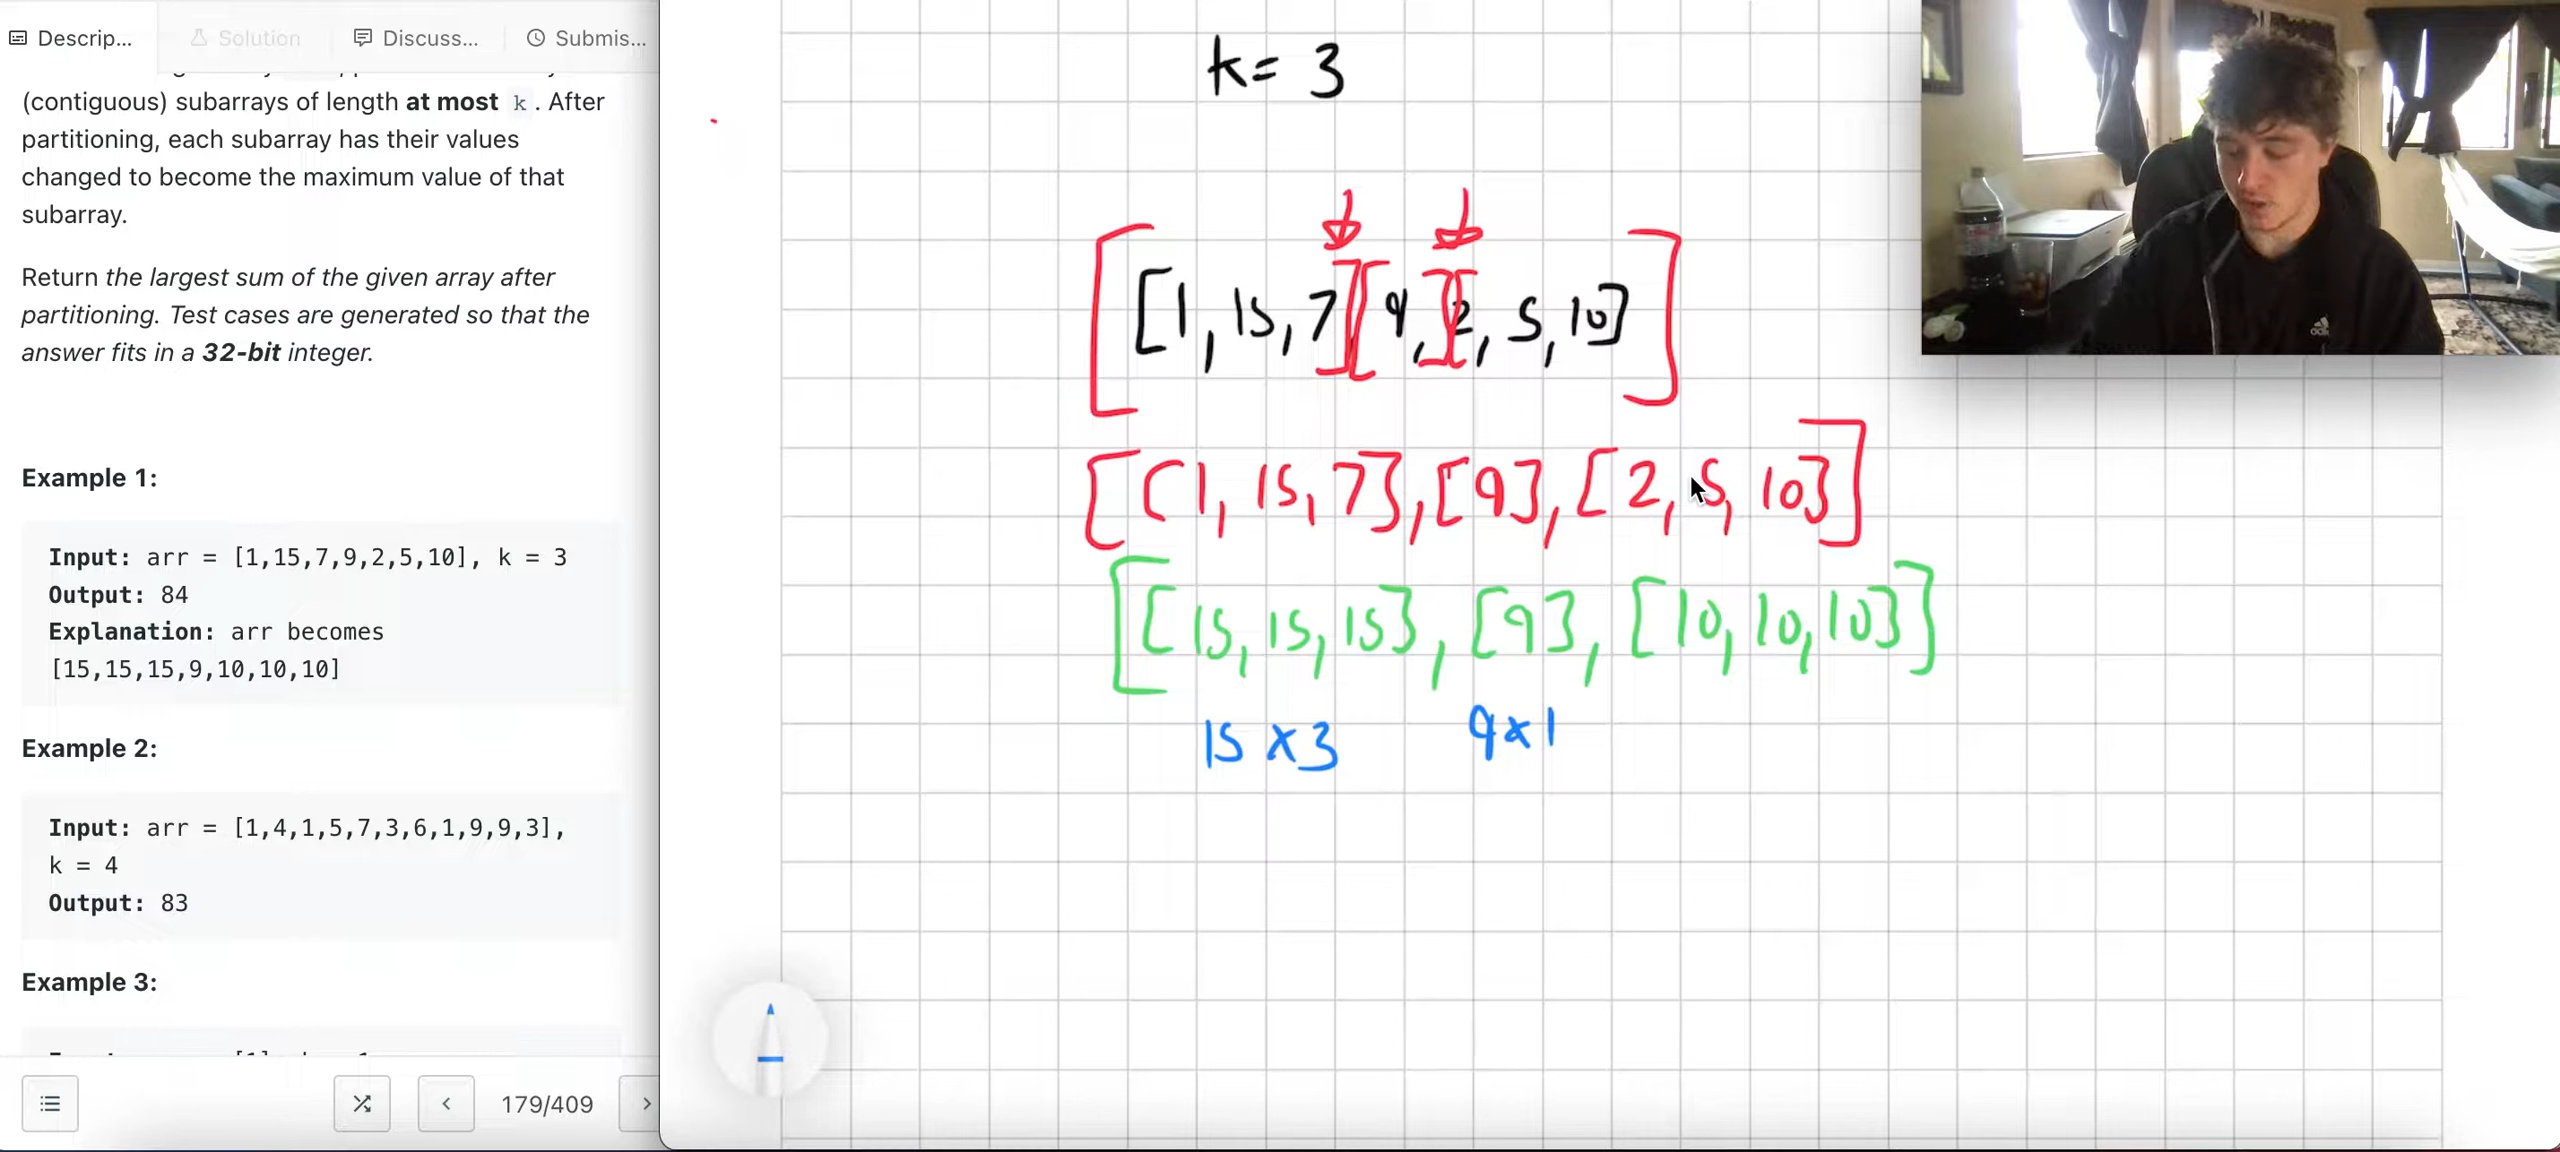 Descrip...
Solution
Discuss...
Submis...
(contiguous) subarrays of length at most k . After
partitioning, each subarray has their values
changed to become the maximum value of that
subarray.
Return the largest sum of the given array after
partitioning. Test cases are generated so that the
answer fits in a 32-bit integer.
Example 1:
Input: arr = [1,15,7,9,2,5,10], k = 3
Output: 84
Explanation: arr becomes
[15,15,15,9,10,10,10]
Example 2:
Input: arr = [1,4,1,5,7,3,6,1,9,9,3],
k = 4
Output: 83
Example 3:
179/409
k= 3
[[1, 15, 7][9, ][2, 5, 10]]
[[1, 15, 7], [9], [2, 5, 10]]
[[15, 15, 15], [9], [10, 10, 10]]
15 x3
9x1